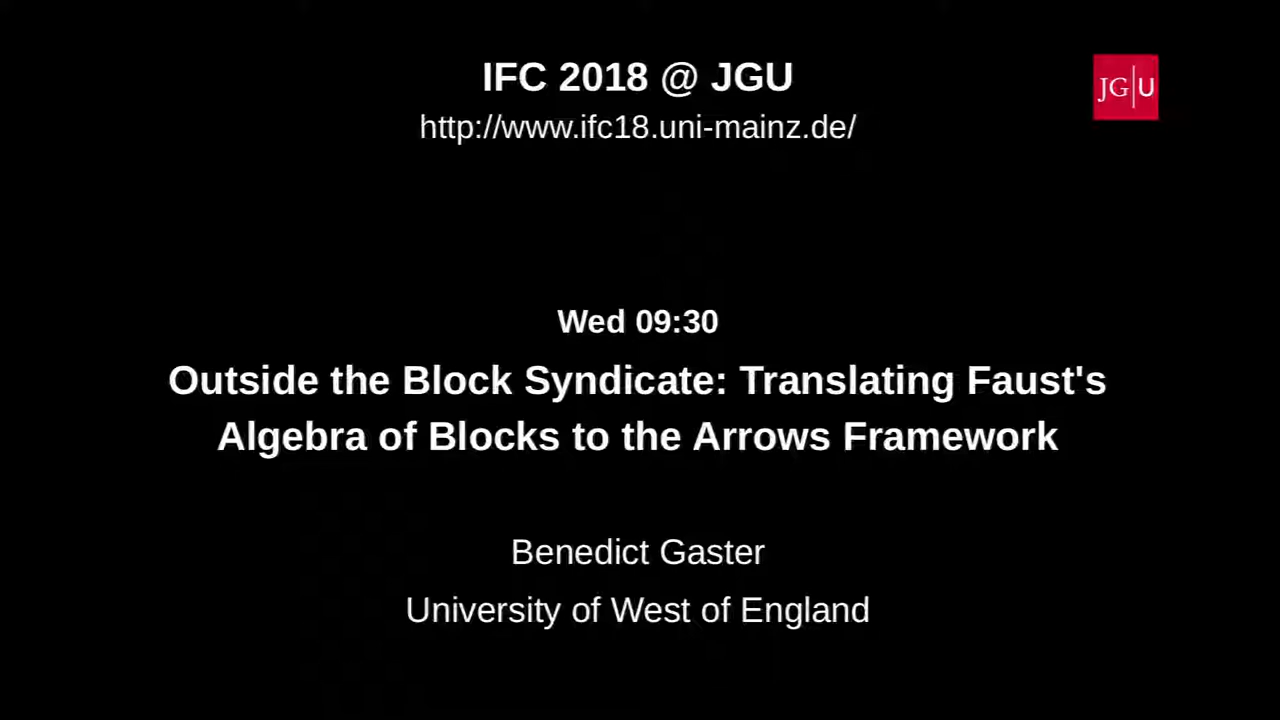 IFC 2018 @ JGU
http://www.ifc18.uni-mainz.de/
JG|U
Wed 09:30
Outside the Block Syndicate: Translating Faust's
Algebra of Blocks to the Arrows Framework
Benedict Gaster
University of West of England